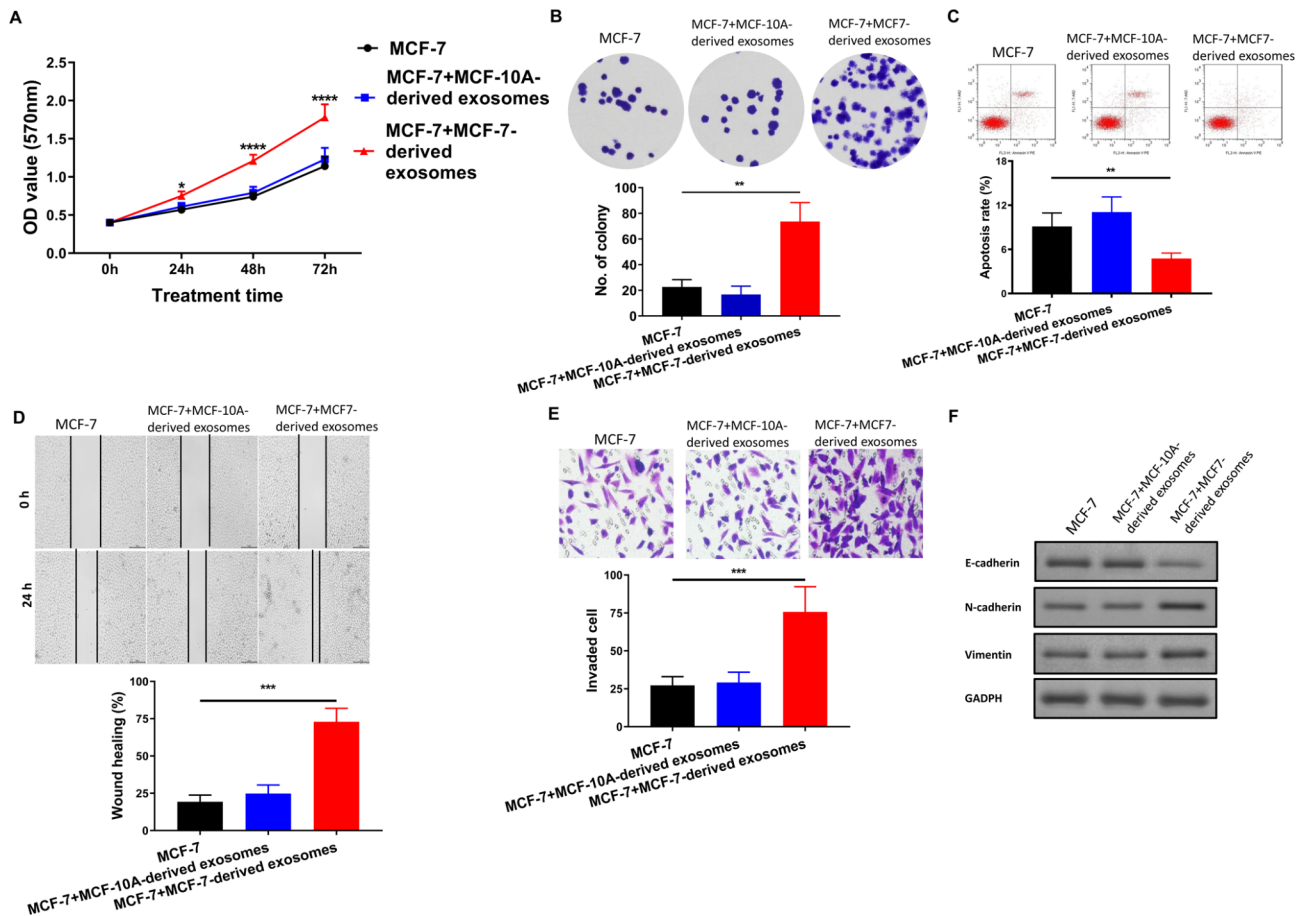 A
MCF-7
MCF-7+MCF-10A-
derived exosomes
MCF-7+MCF-7-
derived
exosomes
OD value (570nm)
2.5
2.0
1.5
1.0
0.5
0.0
*
****
****
0h
24h
48h
72h
Treatment time
B
MCF-7
MCF-7+MCF-10A-
derived exosomes
MCF-7+MCF7-
derived exosomes
No. of colony
100
80
60
40
20
0
**
MCF-7
MCF-7+MCF-10A-derived exosomes
MCF-7+MCF-7-derived exosomes
C
MCF-7
MCF-7+MCF-10A-
derived exosomes
MCF-7+MCF7-
derived exosomes
Apotosis rate (%)
18
12
6
0
**
MCF-7
MCF-7+MCF-10A-derived exosomes
MCF-7+MCF-7-derived exosomes
D
MCF-7
MCF-7+MCF-10A-
derived exosomes
MCF-7+MCF7-
derived exosomes
0 h
24 h
Wound healing (%)
100
75
50
25
0
***
MCF-7
MCF-7+MCF-10A-derived exosomes
MCF-7+MCF-7-derived exosomes
E
MCF-7
MCF-7+MCF-10A-
derived exosomes
MCF-7+MCF7-
derived exosomes
Invaded cell
100
75
50
25
0
***
MCF-7
MCF-7+MCF-10A-derived exosomes
MCF-7+MCF-7-derived exosomes
F
MCF-7
MCF-7+MCF-10A-
derived exosomes
MCF-7+MCF7-
derived exosomes
E-cadherin
N-cadherin
Vimentin
GADPH